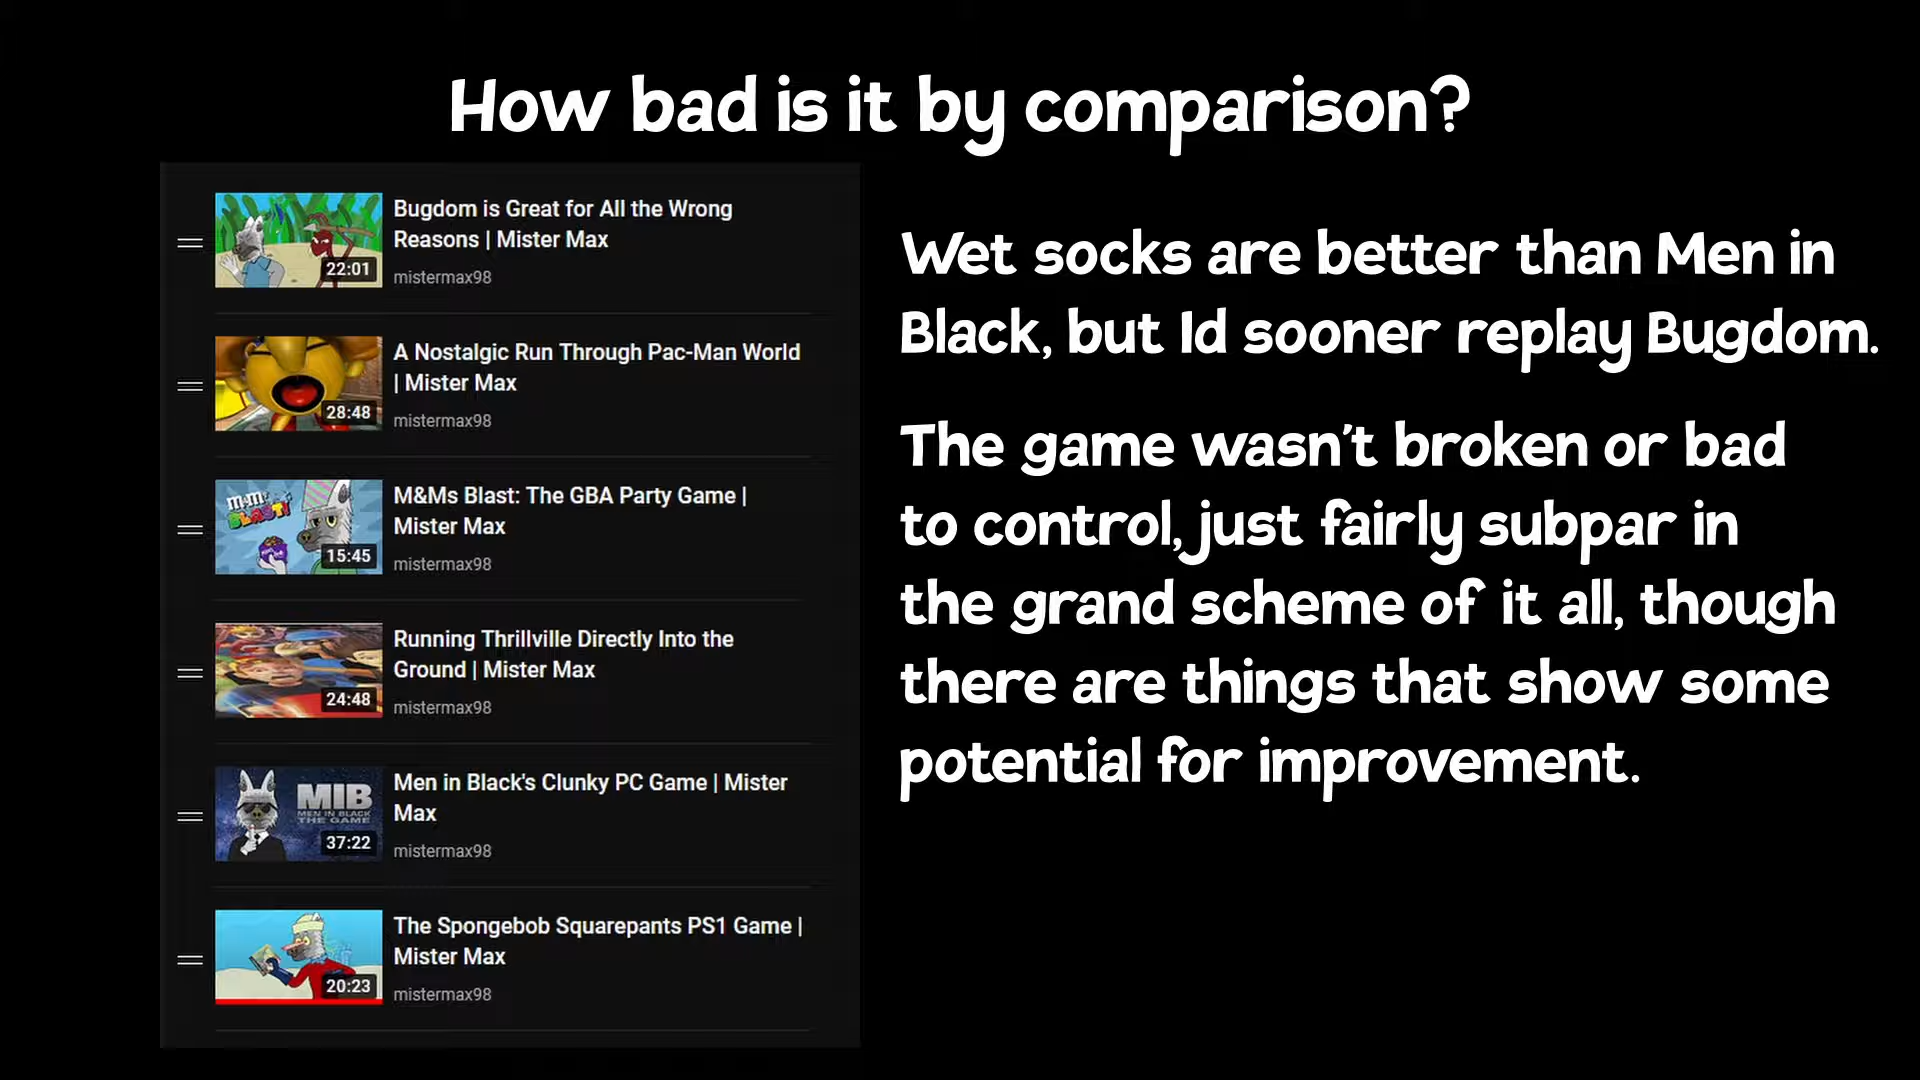 How bad is it by comparison?
Bugdom is Great for All the Wrong
Reasons | Mister Max
mistermax98
22:01
A Nostalgic Run Through Pac-Man World
| Mister Max
mistermax98
28:48
M&Ms Blast: The GBA Party Game |
Mister Max
mistermax98
m&m's
BLAST!
15:45
Running Thrillville Directly Into the
Ground | Mister Max
mistermax98
24:48
Men in Black's Clunky PC Game | Mister
Max
mistermax98
MIB
MEN IN BLACK
THE GAME
37:22
The Spongebob Squarepants PS1 Game |
Mister Max
mistermax98
20:23
Wet socks are better than Men in
Black, but Id sooner replay Bugdom.
The game wasn't broken or bad
to control, just fairly subpar in
the grand scheme of it all, though
there are things that show some
potential for improvement.